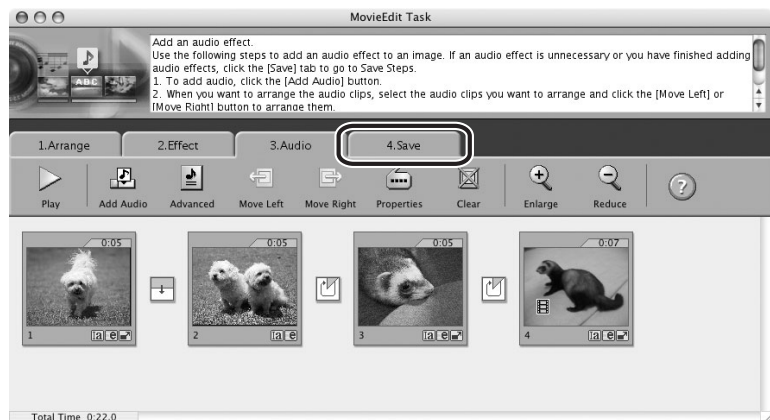 MovieEdit Task
Add an audio effect.
Use the following steps to add an audio effect to an image. If an audio effect is unnecessary or you have finished adding
audio effects, click the [Save] tab to go to Save Steps.
1. To add audio, click the [Add Audio] button.
2. When you want to arrange the audio clips, select the audio clips you want to arrange and click the [Move Left] or
[Move Right] button to arrange them.
ABC
1.Arrange 2.Effect 3.Audio 4.Save
Play Add Audio Advanced Move Left Move Right Properties Clear Enlarge Reduce ?
0:05 0:05 0:05 0:07
1 a e 2 a e 3 a e 4 a e
Total Time 0:22.0